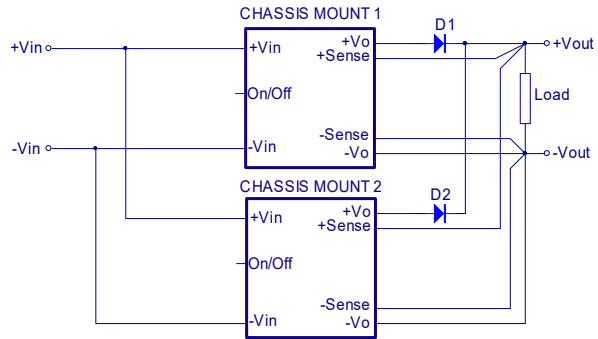 CHASSIS MOUNT 1
D1
+Vin
+Vin
+Vo
+Sense
+Vout
On/Off
Load
-Vin
-Vin
-Sense
-Vo
-Vout
CHASSIS MOUNT 2
D2
+Vin
+Vo
+Sense
On/Off
-Sense
-Vin
-Vo